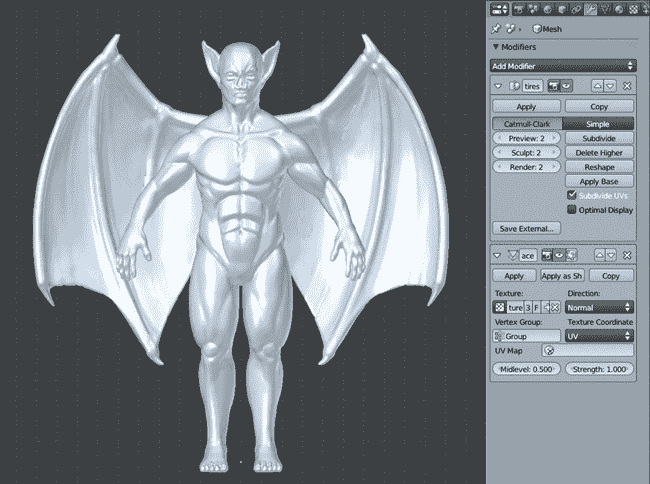 Mesh
Modifiers
Add Modifier
tires
Apply Copy
Catmull-Clark Simple
Preview: 2 Subdivide
Sculpt: 2 Delete Higher
Render: 2 Reshape
Apply Base
Subdivide UVs
Optimal Display
Save External...
ace
Apply Apply as Sh Copy
Texture: Direction:
ture 3 F Normal
Vertex Group: Texture Coordinate
Group UV
UV Map
Midlevel: 0.500 Strength: 1.000